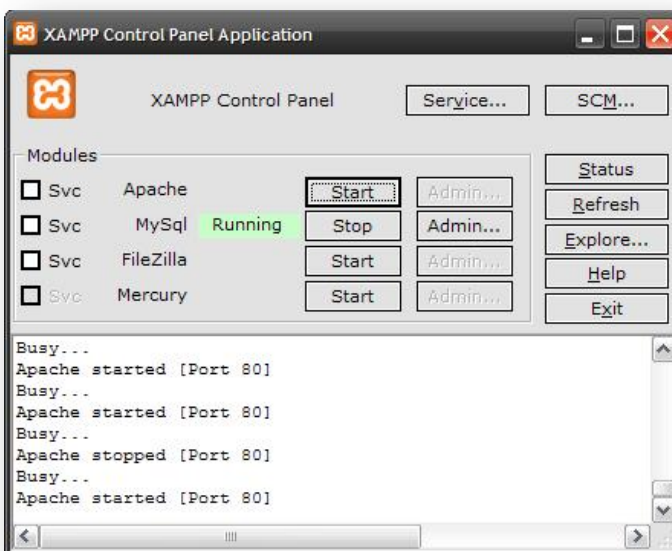 XAMPP Control Panel Application
XAMPP Control Panel
Service...
SCM...
Modules
Svc Apache Start Admin...
Svc MySql Running Stop Admin...
Svc FileZilla Start Admin...
Svc Mercury Start Admin...
Status
Refresh
Explore...
Help
Exit
Busy...
Apache started [Port 80]
Busy...
Apache started [Port 80]
Busy...
Apache stopped [Port 80]
Busy...
Apache started [Port 80]